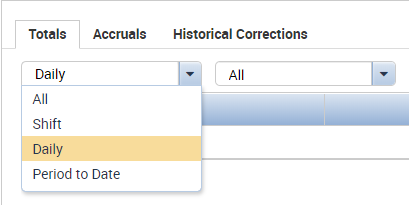 Totals Accruals Historical Corrections
Daily All
All
Shift
Daily
Period to Date